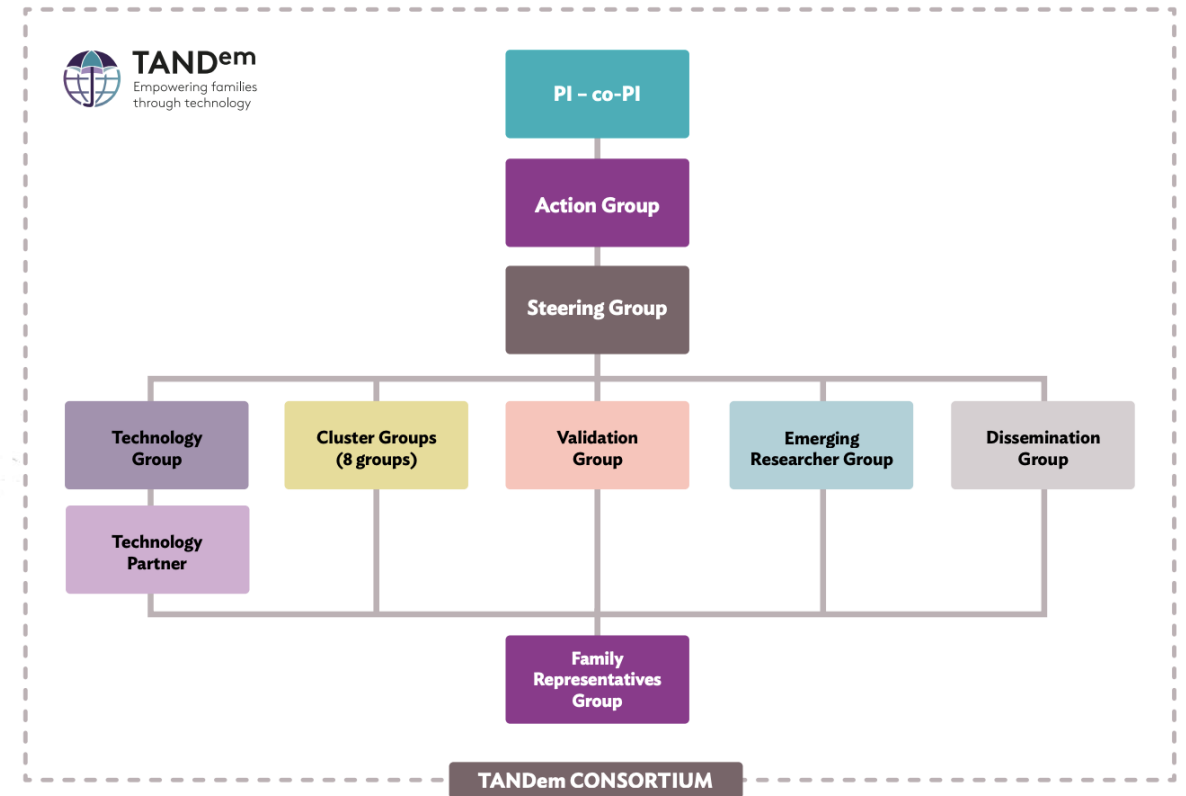 TANDem
Empowering families
through technology
PI – co-PI
Action Group
Steering Group
Technology
Group
Cluster Groups
(8 groups)
Validation
Group
Emerging
Researcher Group
Dissemination
Group
Technology
Partner
Family
Representatives
Group
TANDem CONSORTIUM